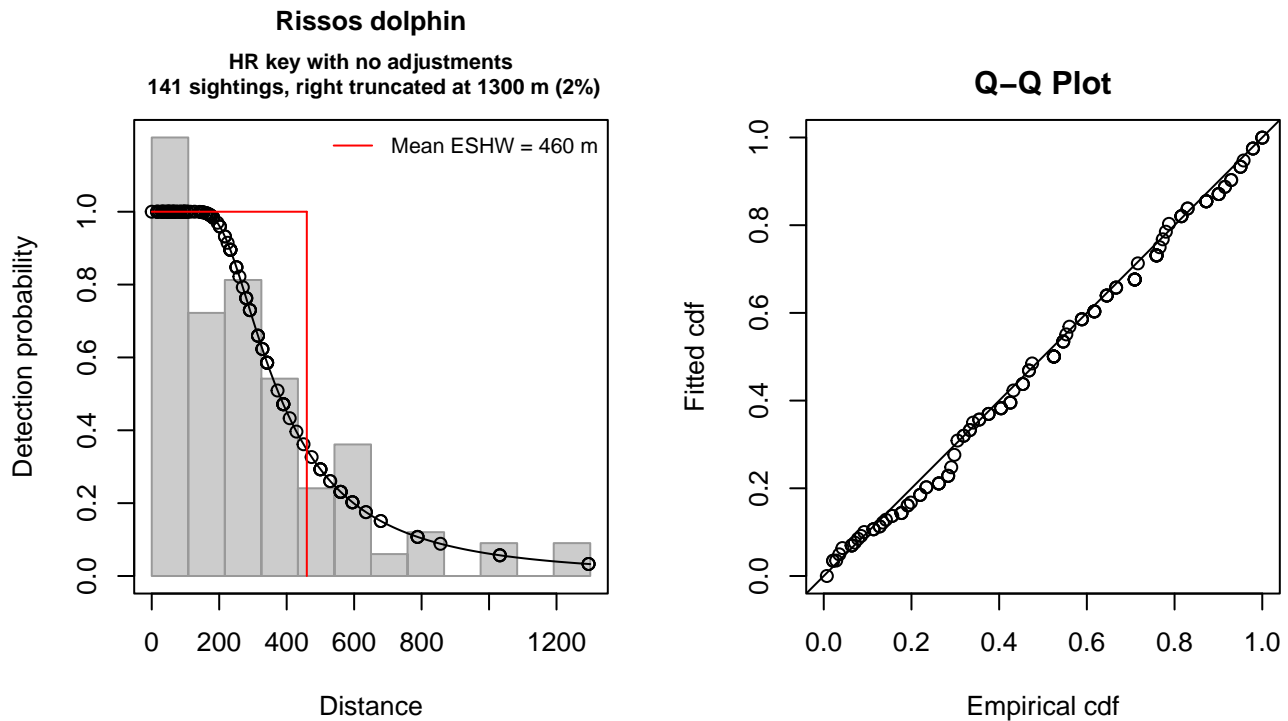 Rissos dolphin
HR key with no adjustments
141 sightings, right truncated at 1300 m (2%)
Mean ESHW = 460 m
Detection probability
0.0 0.2 0.4 0.6 0.8 1.0
0 200 400 600 800 1200
Distance
Q−Q Plot
Fitted cdf
0.0 0.2 0.4 0.6 0.8 1.0
0.0 0.2 0.4 0.6 0.8 1.0
Empirical cdf